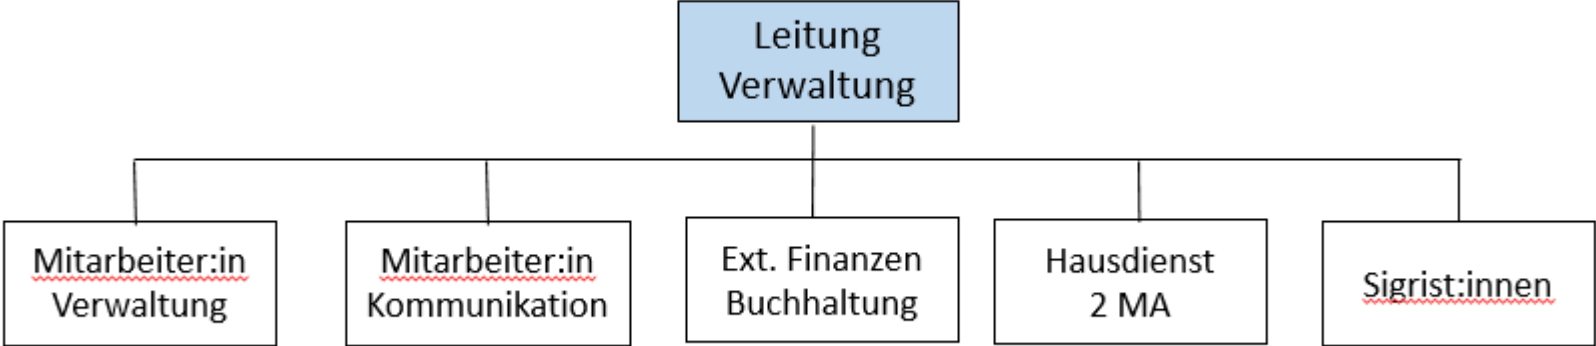 Leitung
Verwaltung
Mitarbeiter:in
Verwaltung
Mitarbeiter:in
Kommunikation
Ext. Finanzen
Buchhaltung
Hausdienst
2 MA
Sigrist:innen